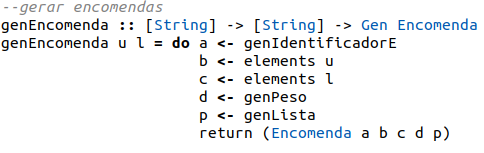 --gerar encomendas
genEncomenda :: [String] -> [String] -> Gen Encomenda
genEncomenda u l = do a <- genIdentificadorE
                      b <- elements u
                      c <- elements l
                      d <- genPeso
                      p <- genLista
                      return (Encomenda a b c d p)